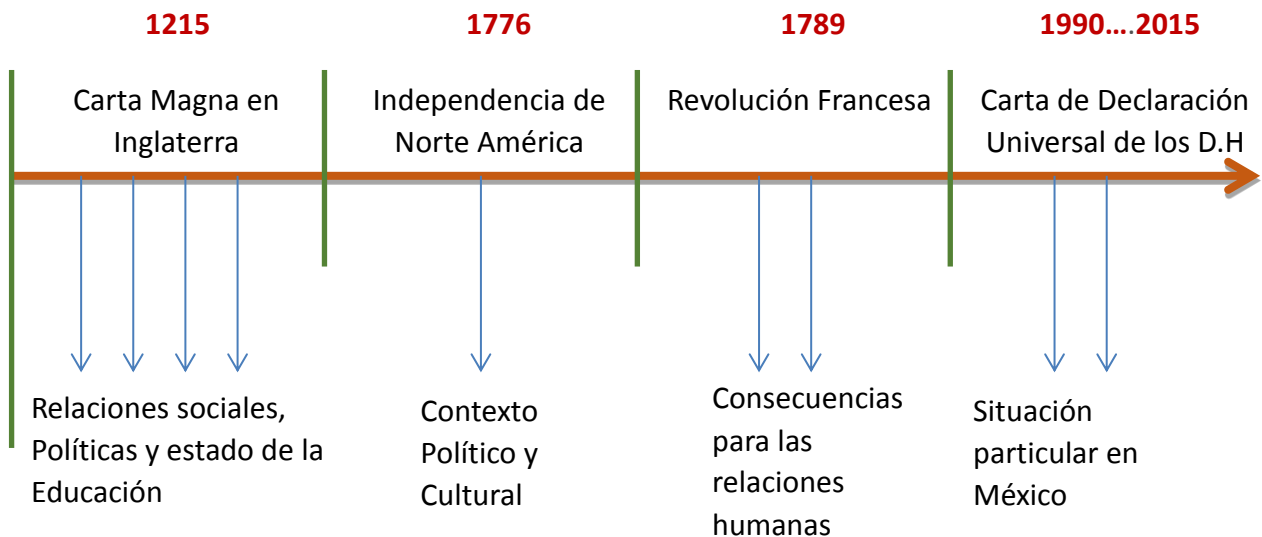 1215
1776
1789
1990.....2015
Carta Magna en
Inglaterra
Independencia de
Norte América
Revolución Francesa
Carta de Declaración
Universal de los D.H
Relaciones sociales,
Políticas y estado de la
Educación
Contexto
Político y
Cultural
Consecuencias
para las
relaciones
humanas
Situación
particular en
México